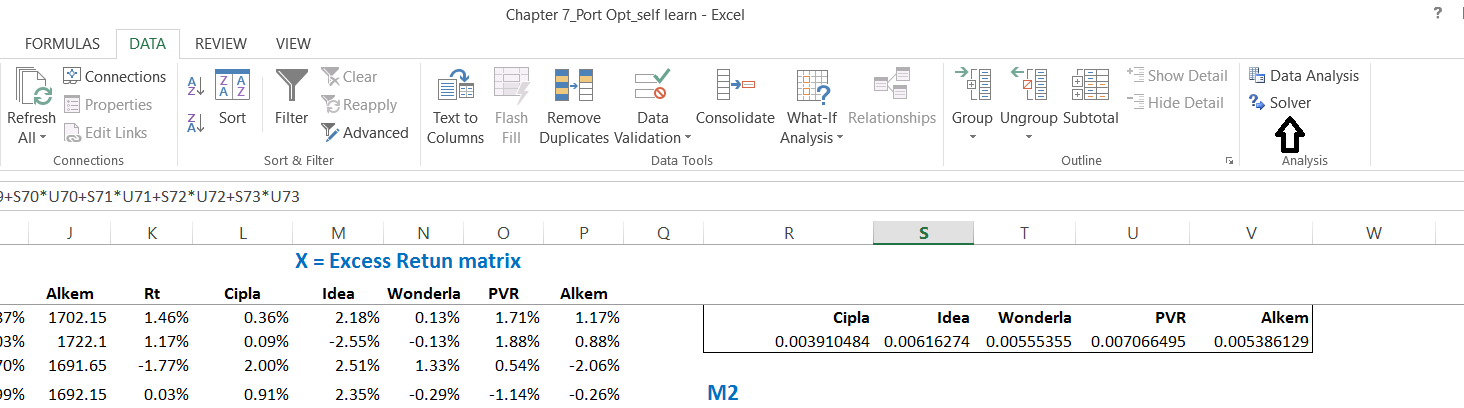 Chapter 7_Port Opt_self learn - Excel ?
FORMULAS DATA REVIEW VIEW
Refresh All
Connections
Properties
Edit Links
Connections
Sort
Filter
Clear
Reapply
Advanced
Sort & Filter
Text to Columns
Flash Fill
Remove Duplicates
Data Validation
Consolidate
What-If Analysis
Relationships
Data Tools
Group
Ungroup
Subtotal
Show Detail
Hide Detail
Outline
Data Analysis
Solver
Analysis
9+S70*U70+S71*U71+S72*U72+S73*U73
J K L M N O P Q R S T U V W
X = Excess Retun matrix
Alkem Rt Cipla Idea Wonderla PVR Alkem
37% 1702.15 1.46% 0.36% 2.18% 0.13% 1.71% 1.17% Cipla Idea Wonderla PVR Alkem
03% 1722.1 1.17% 0.09% -2.55% -0.13% 1.88% 0.88% 0.003910484 0.00616274 0.00555355 0.007066495 0.005386129
70% 1691.65 -1.77% 2.00% 2.51% 1.33% 0.54% -2.06%
99% 1692.15 0.03% 0.91% 2.35% -0.29% -1.14% -0.26% M2